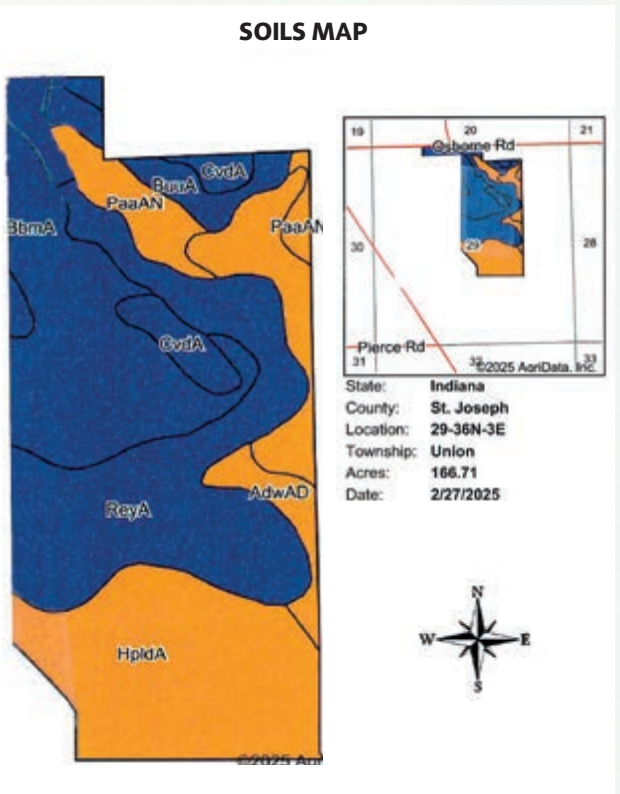 SOILS MAP
CvdA
BuuA
PaaAN
BbmA
PaaAN
CvdA
AdwAD
ReyA
HpldA
©2025 Agri
19
20
21
Osborne Rd
30
29
28
Pierce Rd
31
32
33
©2025 AgriData, Inc.
State: Indiana
County: St. Joseph
Location: 29-36N-3E
Township: Union
Acres: 166.71
Date: 2/27/2025
N
W
E
S